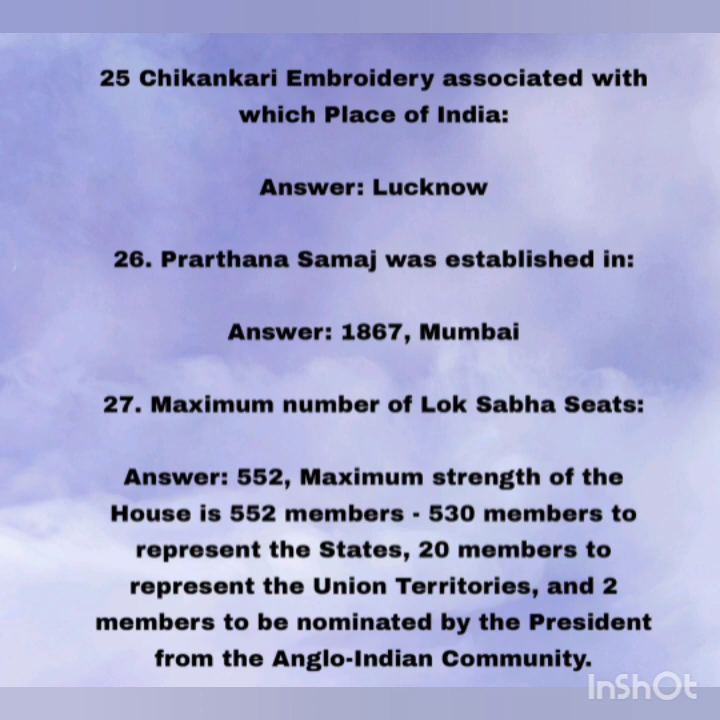 25 Chikankari Embroidery associated with
which Place of India:
Answer: Lucknow
26. Prarthana Samaj was established in:
Answer: 1867, Mumbai
27. Maximum number of Lok Sabha Seats:
Answer: 552, Maximum strength of the
House is 552 members - 530 members to
represent the States, 20 members to
represent the Union Territories, and 2
members to be nominated by the President
from the Anglo-Indian Community.
InShOt